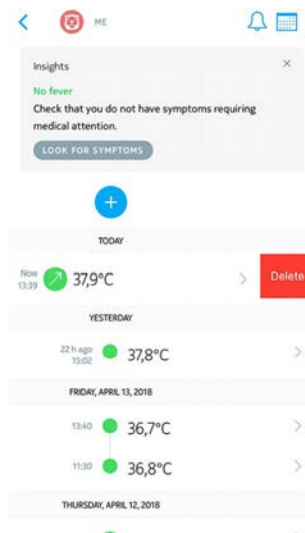 ME
Insights
No fever
Check that you do not have symptoms requiring
medical attention.
LOOK FOR SYMPTOMS
TODAY
Now
13:39
37,9°C
Delete
YESTERDAY
22 h ago
15:02
37,8°C
FRIDAY, APRIL 13, 2018
13:40
36,7°C
11:30
36,8°C
THURSDAY, APRIL 12, 2018